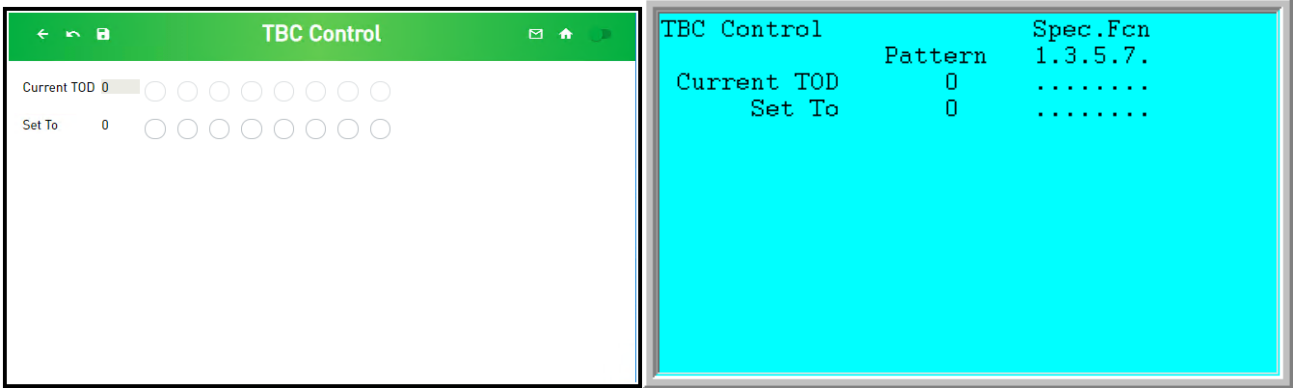 TBC Control
Current TOD 0
Set To 0
TBC Control Spec.Fcn
Pattern 1.3.5.7.
Current TOD 0 ........
Set To 0 ........